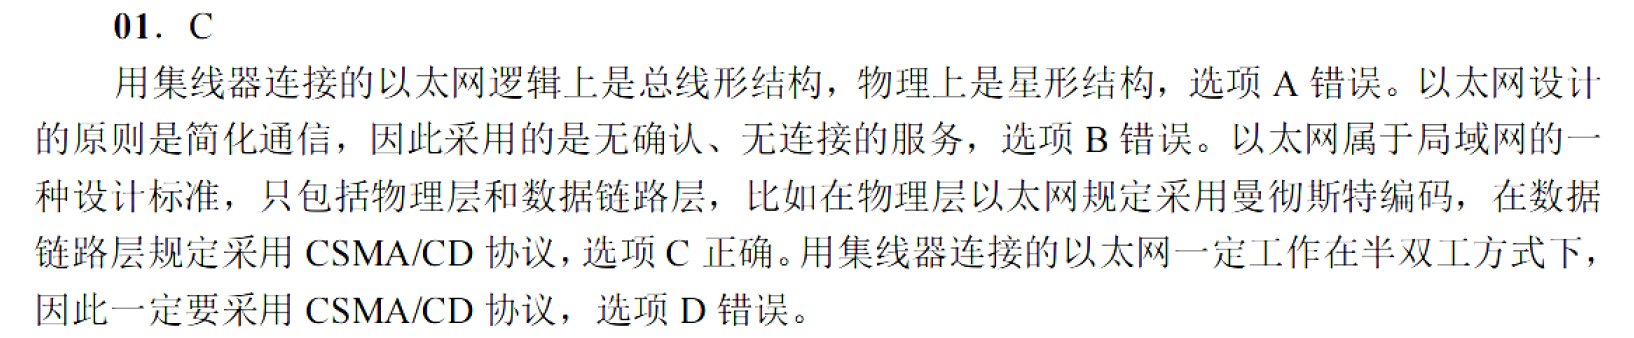 01．C
用集线器连接的以太网逻辑上是总线形结构，物理上是星形结构，选项 A 错误。以太网设计
的原则是简化通信，因此采用的是无确认、无连接的服务，选项 B 错误。以太网属于局域网的一
种设计标准，只包括物理层和数据链路层，比如在物理层以太网规定采用曼彻斯特编码，在数据
链路层规定采用 CSMA/CD 协议，选项 C 正确。用集线器连接的以太网一定工作在半双工方式下，
因此一定要采用 CSMA/CD 协议，选项 D 错误。